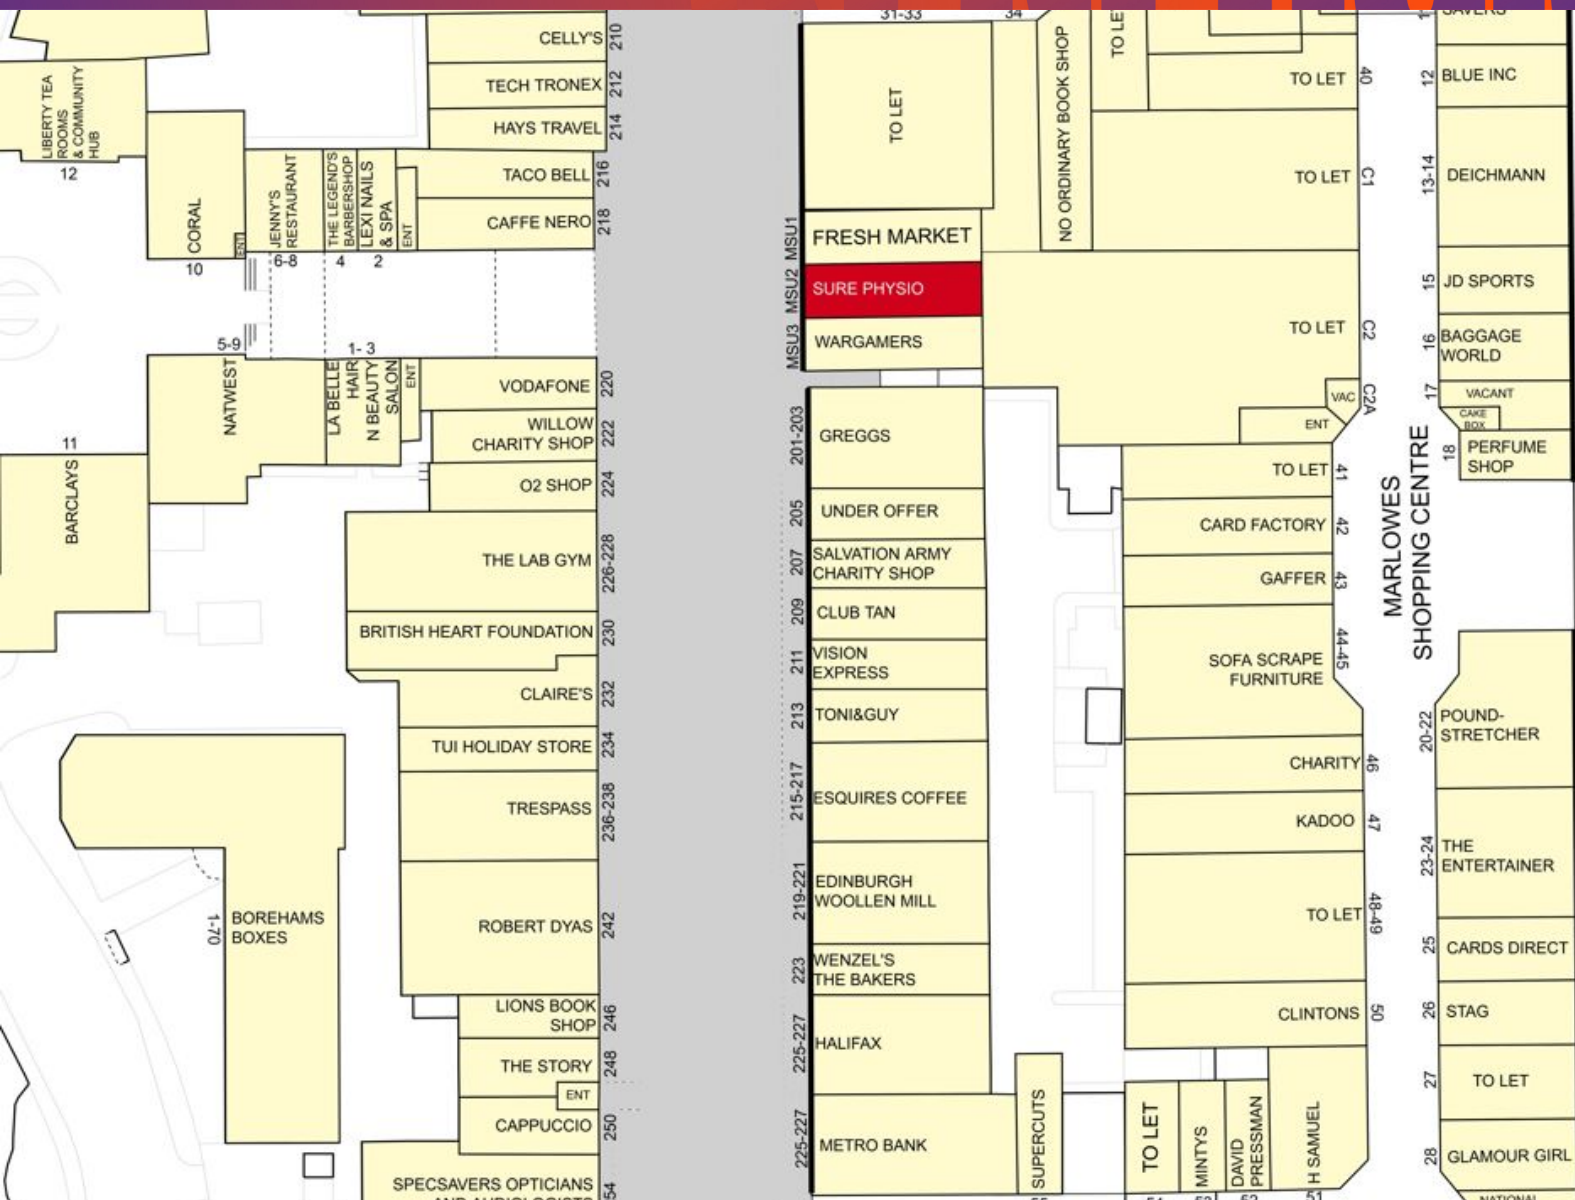 CELLY'S
210
TECH TRONEX
212
HAYS TRAVEL
214
TACO BELL
216
CAFFE NERO
218
LIBERTY TEA
ROOMS
& COMMUNITY
HUB
12
CORAL
ENT
10
JENNY'S
RESTAURANT
6-8
THE LEGEND'S
BARBERSHOP
4
LEXI NAILS
& SPA
2
ENT
5-9
NATWEST
1- 3
LA BELLE
HAIR
N BEAUTY
SALON
ENT
VODAFONE
220
WILLOW
CHARITY SHOP
222
O2 SHOP
224
11
BARCLAYS
THE LAB GYM
226-228
BRITISH HEART FOUNDATION
230
CLAIRE'S
232
TUI HOLIDAY STORE
234
TRESPASS
236-238
ROBERT DYAS
242
1-70
BOREHAMS
BOXES
LIONS BOOK
SHOP
246
THE STORY
248
ENT
CAPPUCCIO
250
SPECSAVERS OPTICIANS
54
31-33
34
TO LET
NO ORDINARY BOOK SHOP
TO LE
MSU1
FRESH MARKET
MSU2
SURE PHYSIO
MSU3
WARGAMERS
201-203
GREGGS
205
UNDER OFFER
207
SALVATION ARMY
CHARITY SHOP
209
CLUB TAN
211
VISION
EXPRESS
213
TONI&GUY
215-217
ESQUIRES COFFEE
219-221
EDINBURGH
WOOLLEN MILL
223
WENZEL'S
THE BAKERS
225-227
HALIFAX
225-227
METRO BANK
SUPERCUTS
TO LET
40
TO LET
C1
TO LET
C2
VAC
C2A
ENT
TO LET
41
CARD FACTORY
42
GAFFER
43
SOFA SCRAPE
FURNITURE
44-45
CHARITY
46
KADOO
47
TO LET
48-49
CLINTONS
50
TO LET
MINTYS
DAVID
PRESSMAN
H SAMUEL
51
MARLOWES
SHOPPING CENTRE
SAVERS
12
BLUE INC
13-14
DEICHMANN
15
JD SPORTS
16
BAGGAGE
WORLD
17
VACANT
CAKE
BOX
18
PERFUME
SHOP
20-22
POUND-
STRETCHER
23-24
THE
ENTERTAINER
25
CARDS DIRECT
26
STAG
27
TO LET
28
GLAMOUR GIRL
NATIONAL